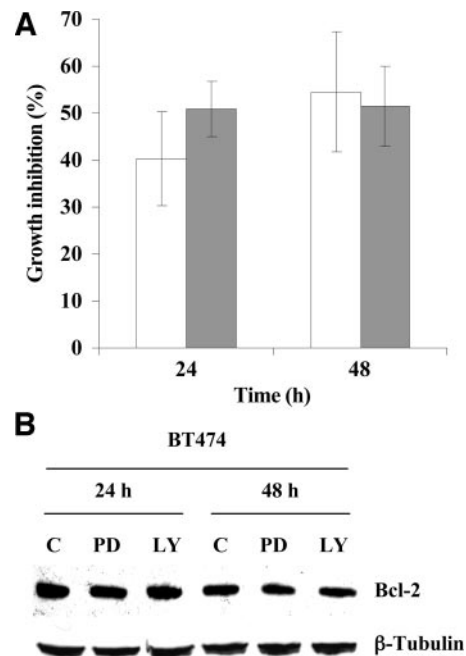 A
Growth inhibition (%)
70
60
50
40
30
20
10
0
24 48
Time (h)
B
BT474
24 h 48 h
C PD LY C PD LY
Bcl-2
β-Tubulin